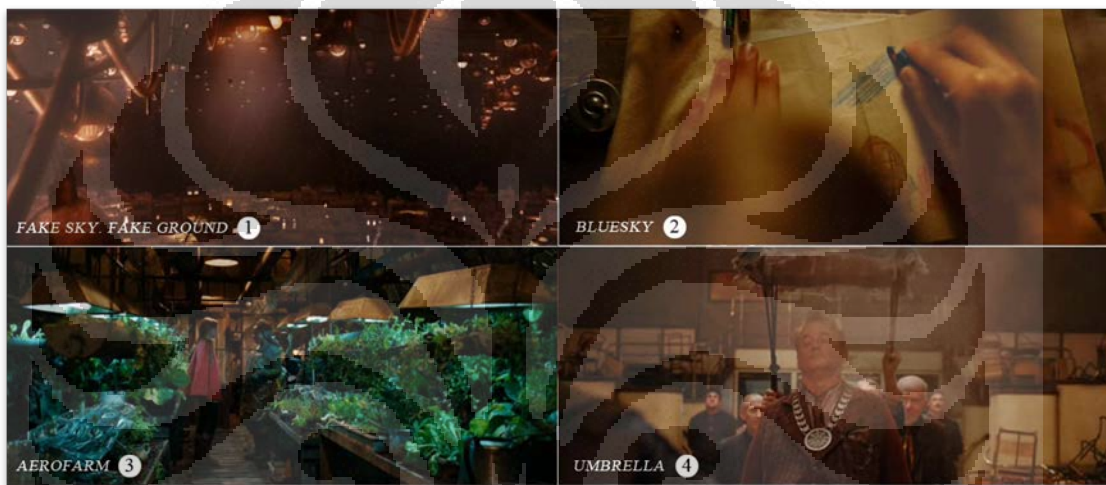 FAKE SKY. FAKE GROUND 1
BLUESKY 2
AEROFARM 3
UMBRELLA 4